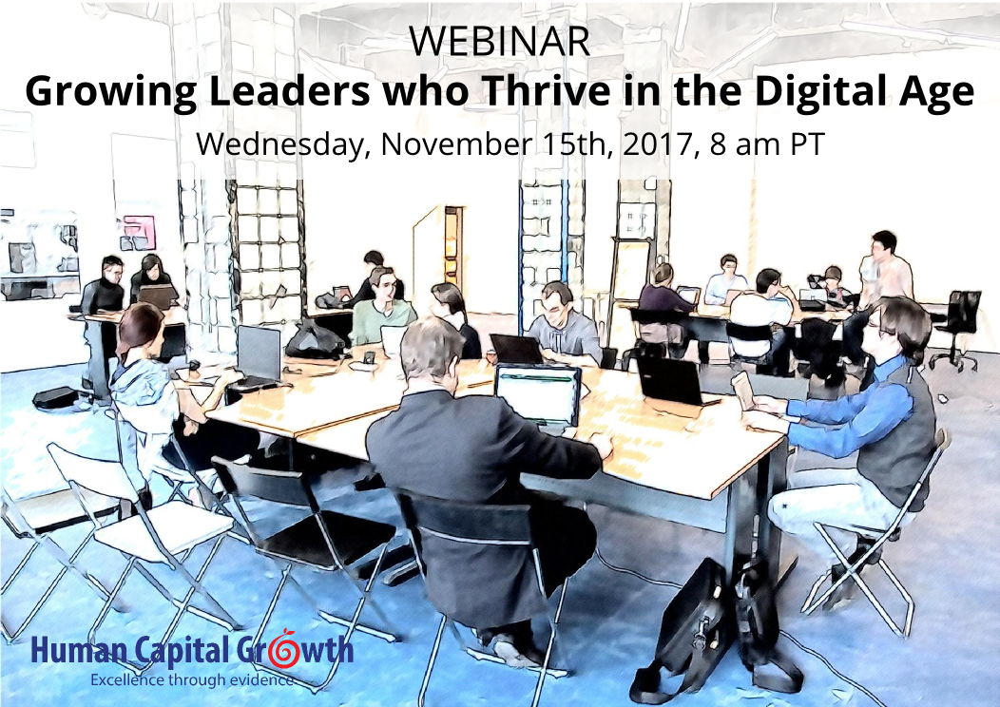 WEBINAR
Growing Leaders who Thrive in the Digital Age
Wednesday, November 15th, 2017, 8 am PT
Human Capital Growth
Excellence through evidence